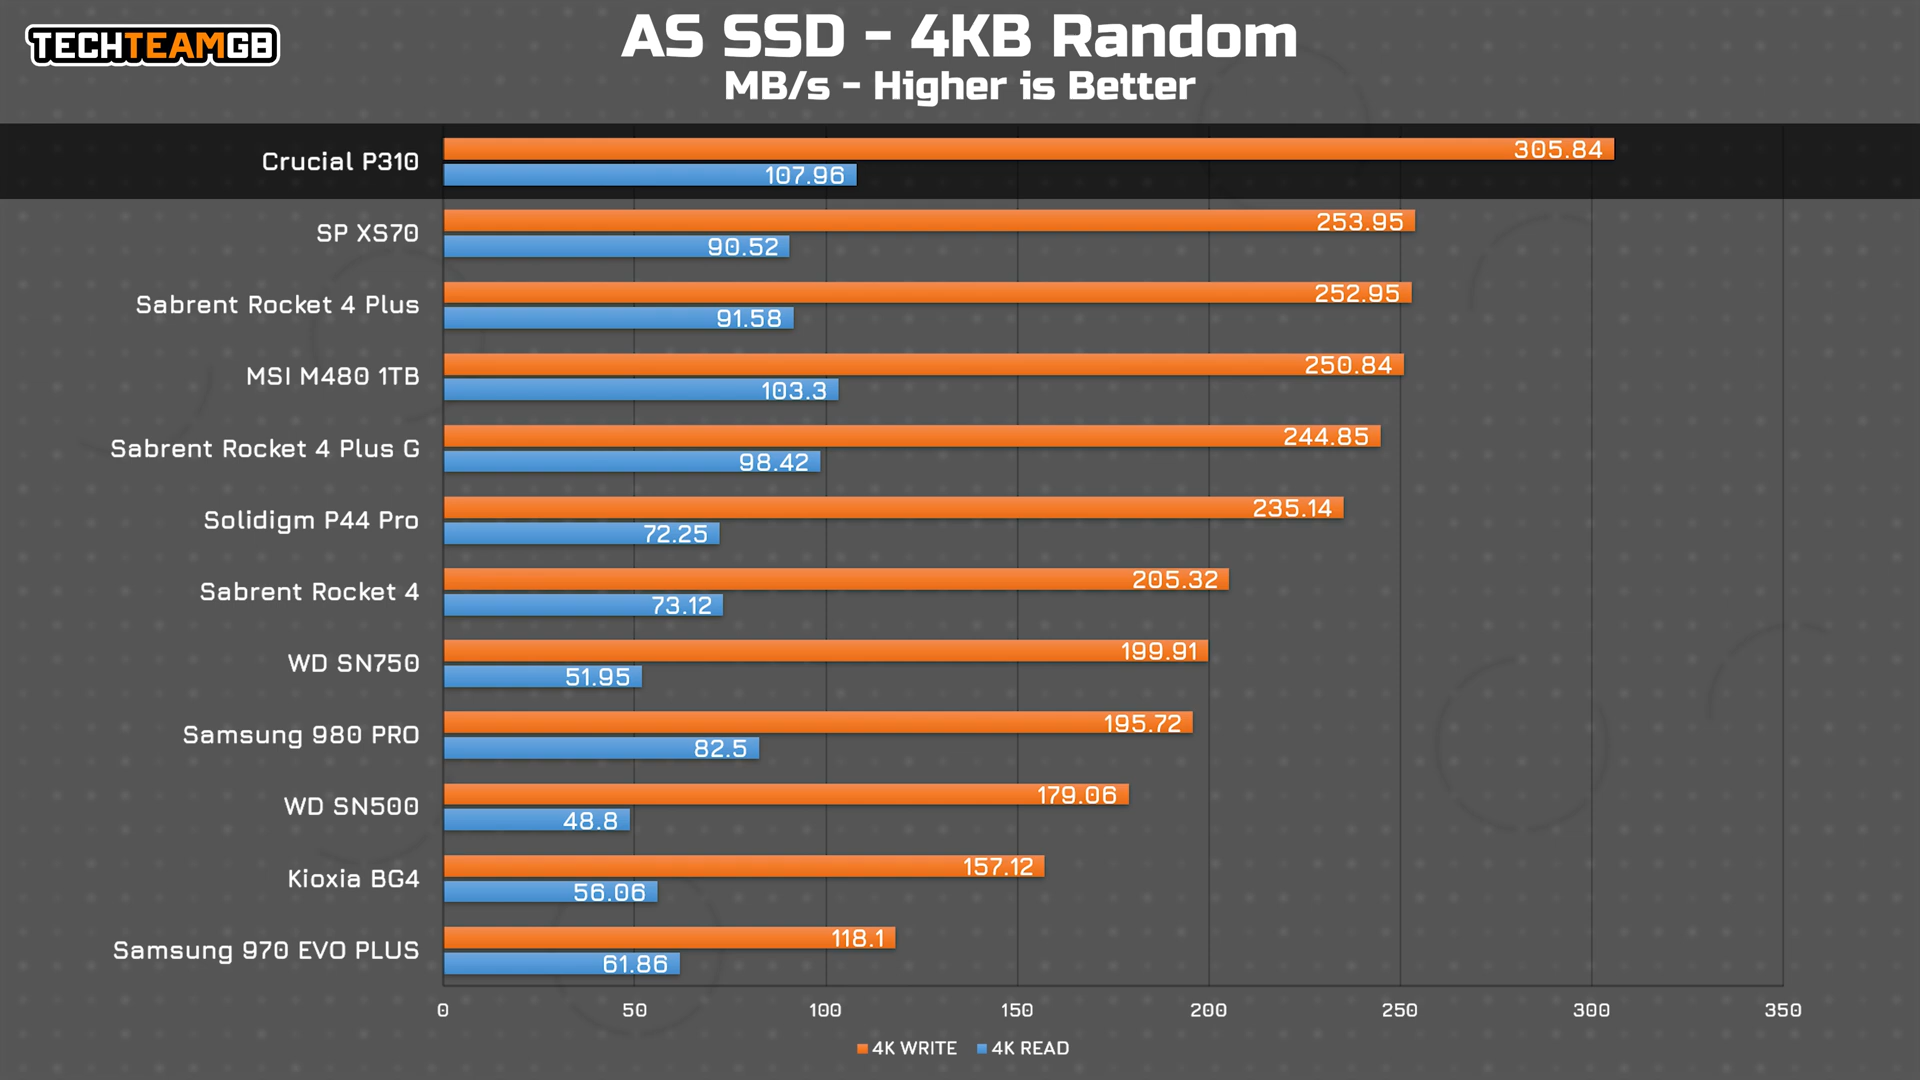 TECHTEAMGB
AS SSD - 4KB Random
MB/s - Higher is Better
Crucial P310
305.84
107.96
SP XS70
253.95
90.52
Sabrent Rocket 4 Plus
252.95
91.58
MSI M480 1TB
250.84
103.3
Sabrent Rocket 4 Plus G
244.85
98.42
Solidigm P44 Pro
235.14
72.25
Sabrent Rocket 4
205.32
73.12
WD SN750
199.91
51.95
Samsung 980 PRO
195.72
82.5
WD SN500
179.06
48.8
Kioxia BG4
157.12
56.06
Samsung 970 EVO PLUS
118.1
61.86
0 50 100 150 200 250 300 350
4K WRITE 4K READ